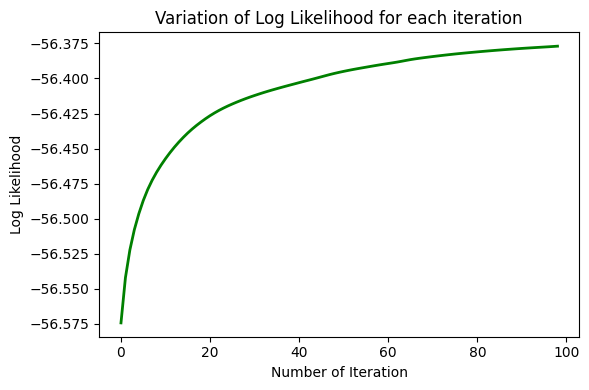 Variation of Log Likelihood for each iteration
Log Likelihood
−56.375
−56.400
−56.425
−56.450
−56.475
−56.500
−56.525
−56.550
−56.575
0 20 40 60 80 100
Number of Iteration